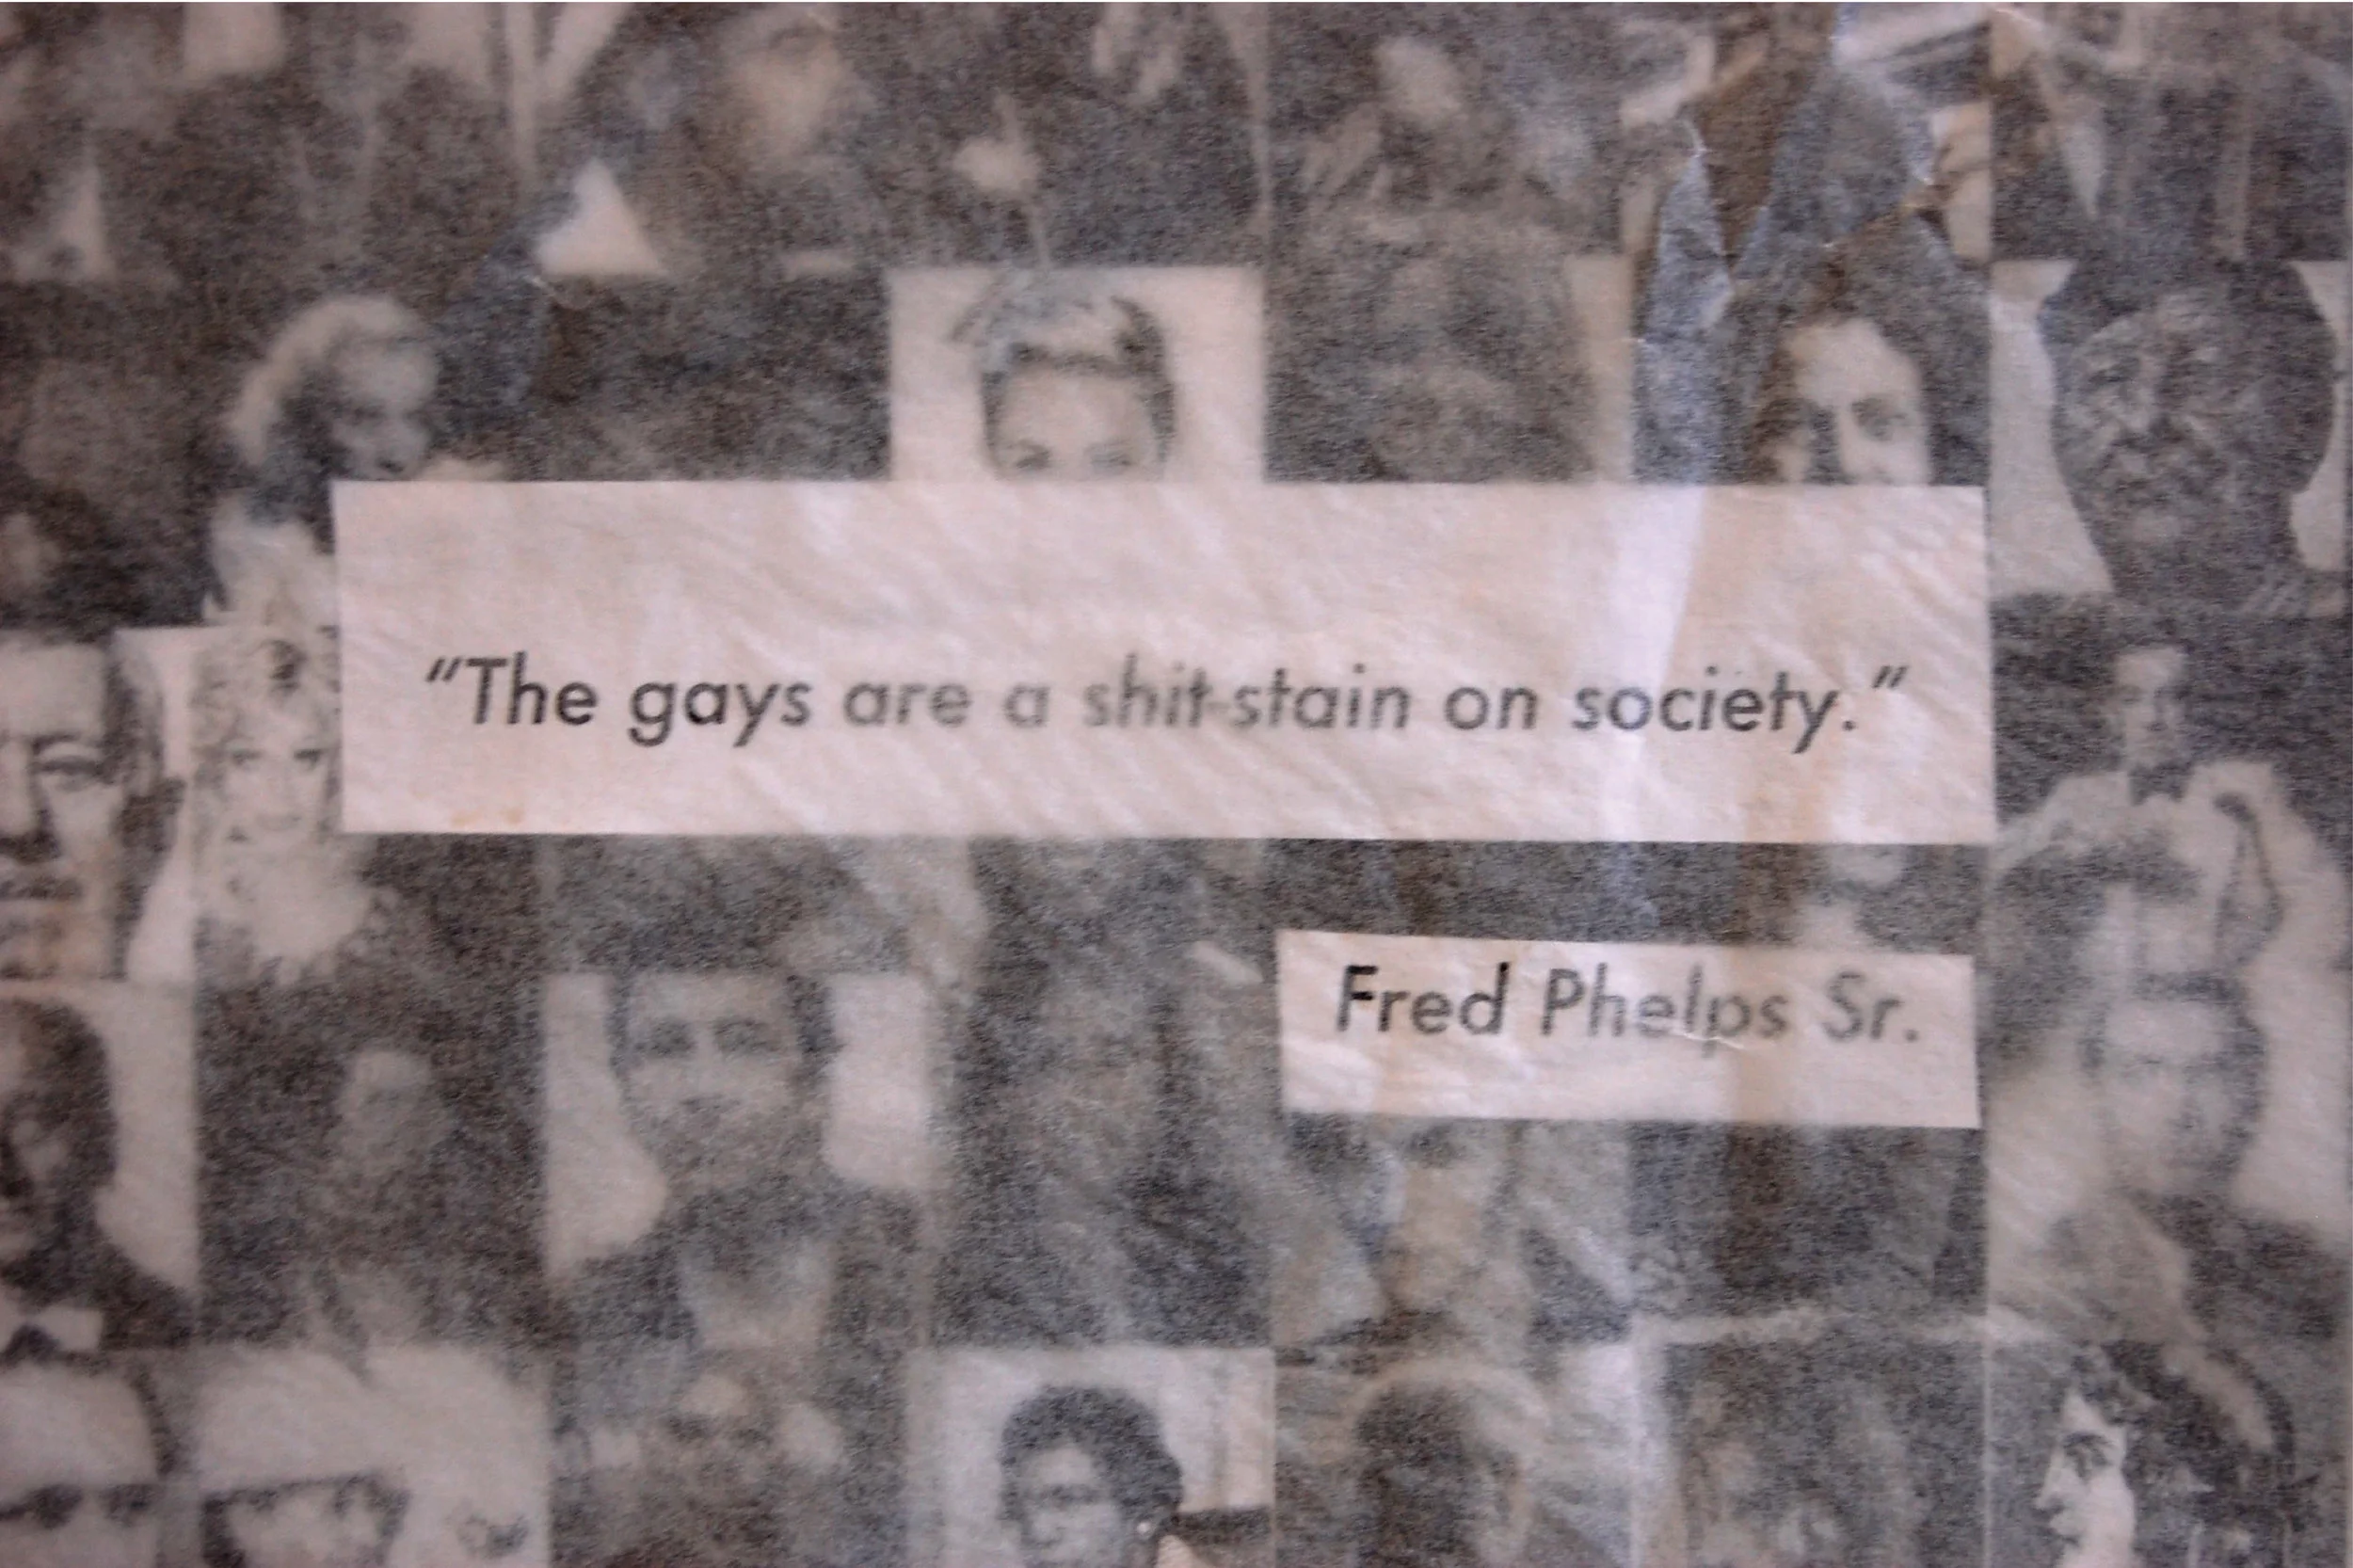 “The gays are a shit-stain on society.”
Fred Phelps Sr.